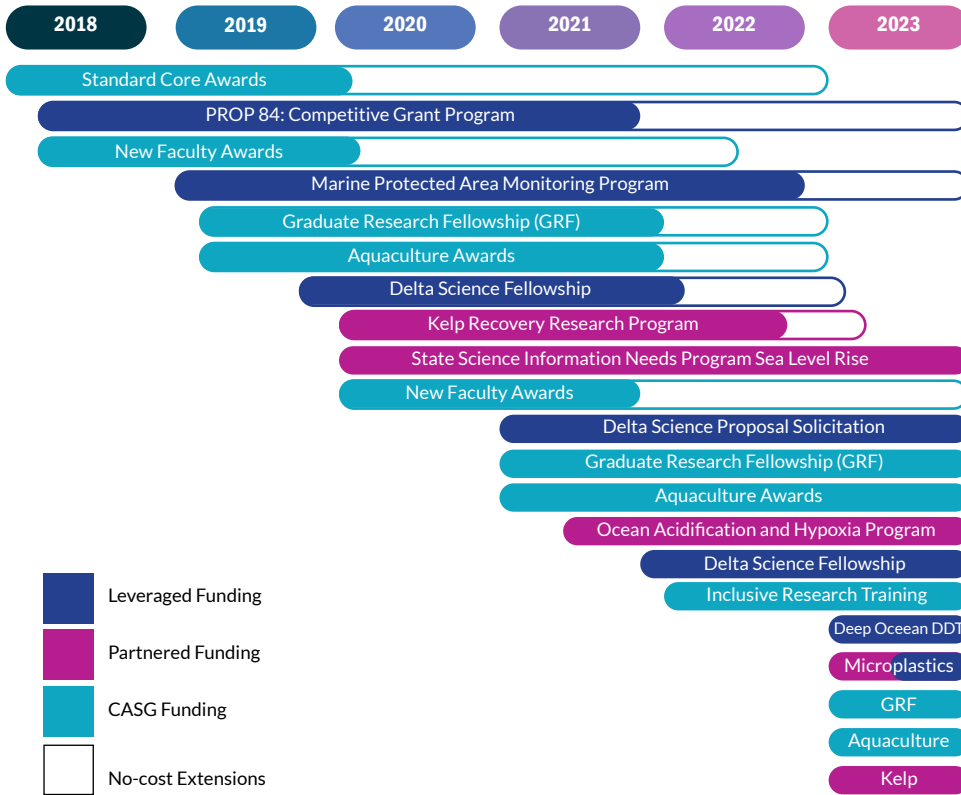 2018 2019 2020 2021 2022 2023
Standard Core Awards
PROP 84: Competitive Grant Program
New Faculty Awards
Marine Protected Area Monitoring Program
Graduate Research Fellowship (GRF)
Aquaculture Awards
Delta Science Fellowship
Kelp Recovery Research Program
State Science Information Needs Program Sea Level Rise
New Faculty Awards
Delta Science Proposal Solicitation
Graduate Research Fellowship (GRF)
Aquaculture Awards
Ocean Acidification and Hypoxia Program
Delta Science Fellowship
Inclusive Research Training
Deep Oceean DDT
Microplastics
GRF
Aquaculture
Kelp
Leveraged Funding
Partnered Funding
CASG Funding
No-cost Extensions